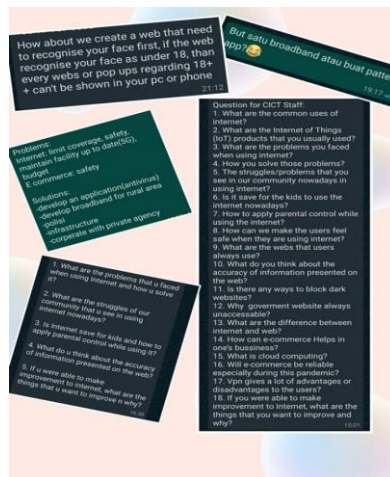 How about we create a web that need
to recognise your face first, if the web
recognise your face as under 18, than
every webs or pop ups regarding 18+
+ can't be shown in your pc or phone
21:12
But satu broadband atau buat
app?😂
19:17
Problems:
Internet: limit coverage, safety,
maintain facility up to date(5G),
budget
E commerce: safety
Solutions:
-develop an application(antivirus)
-develop broadband for rural area
-polisi
-infrastructure
-corperate with private agency
Question for CICT Staff:
1. What are the common uses of
internet?
2. What are the Internet of Things
(IoT) products that you usually used?
3. What are the problems you faced
when using internet?
4. How you solve those problems?
5. The struggles/problems that you
see in our community nowadays in
using internet?
6. Is it save for the kids to use the
internet nowadays?
7. How to apply parental control while
using the internet?
8. How can we make the users feel
safe when they are using internet?
9. What are the webs that users
always use?
10. What do you think about the
accuracy of information presented on
the web?
11. Is there any ways to block dark
websites?
12. Why goverment website always
unaccessable?
13. What are the difference between
internet and web?
14. How can e-commerce Helps in
one's bussiness?
15. What is cloud computing?
16. Will e-commerce be reliable
especially during this pandemic?
17. Vpn gives a lot of advantages or
disadvantages to the users?
18. If you were able to make
improvement to Internet, what are the
things that you want to improve and
why?
15:01
1. What are the problems that u faced
when using Internet and how u solve
it?
2. What are the struggles of our
community that u see in using
internet nowadays?
3. Is Internet save for kids and how to
apply parental control while using it?
4. What do u think about the accuracy
of information presented on the web?
5. If u were able to make
improvement to internet, what are the
things that u want to improve n why?